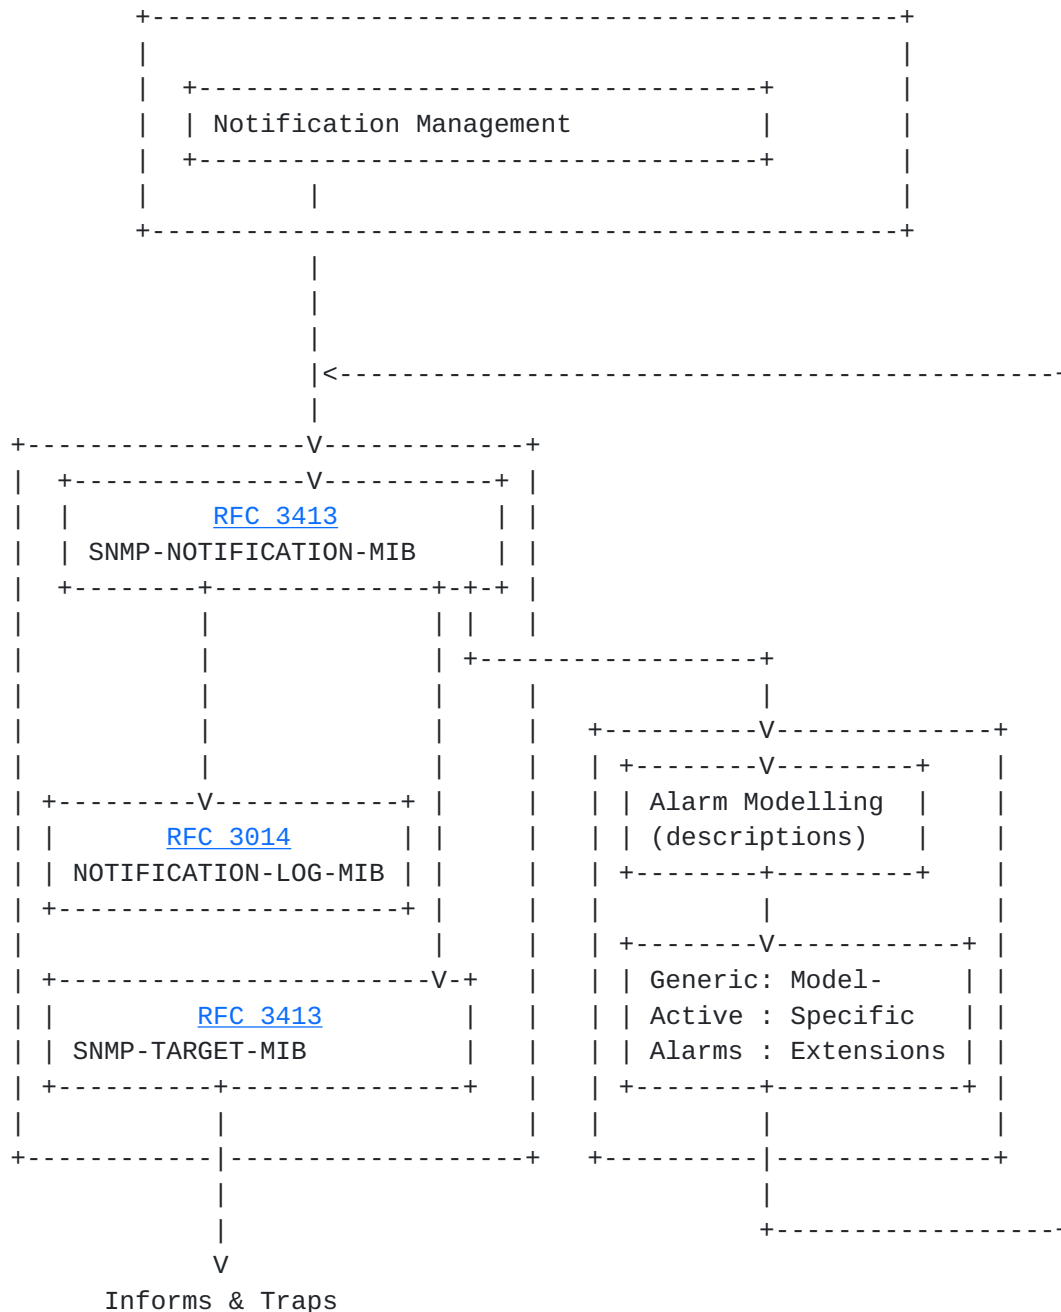 Notification Management
RFC 3413
SNMP-NOTIFICATION-MIB
Alarm Modelling
(descriptions)
RFC 3014
NOTIFICATION-LOG-MIB
Generic: Model-
Active : Specific
Alarms : Extensions
RFC 3413
SNMP-TARGET-MIB
Informs & Traps